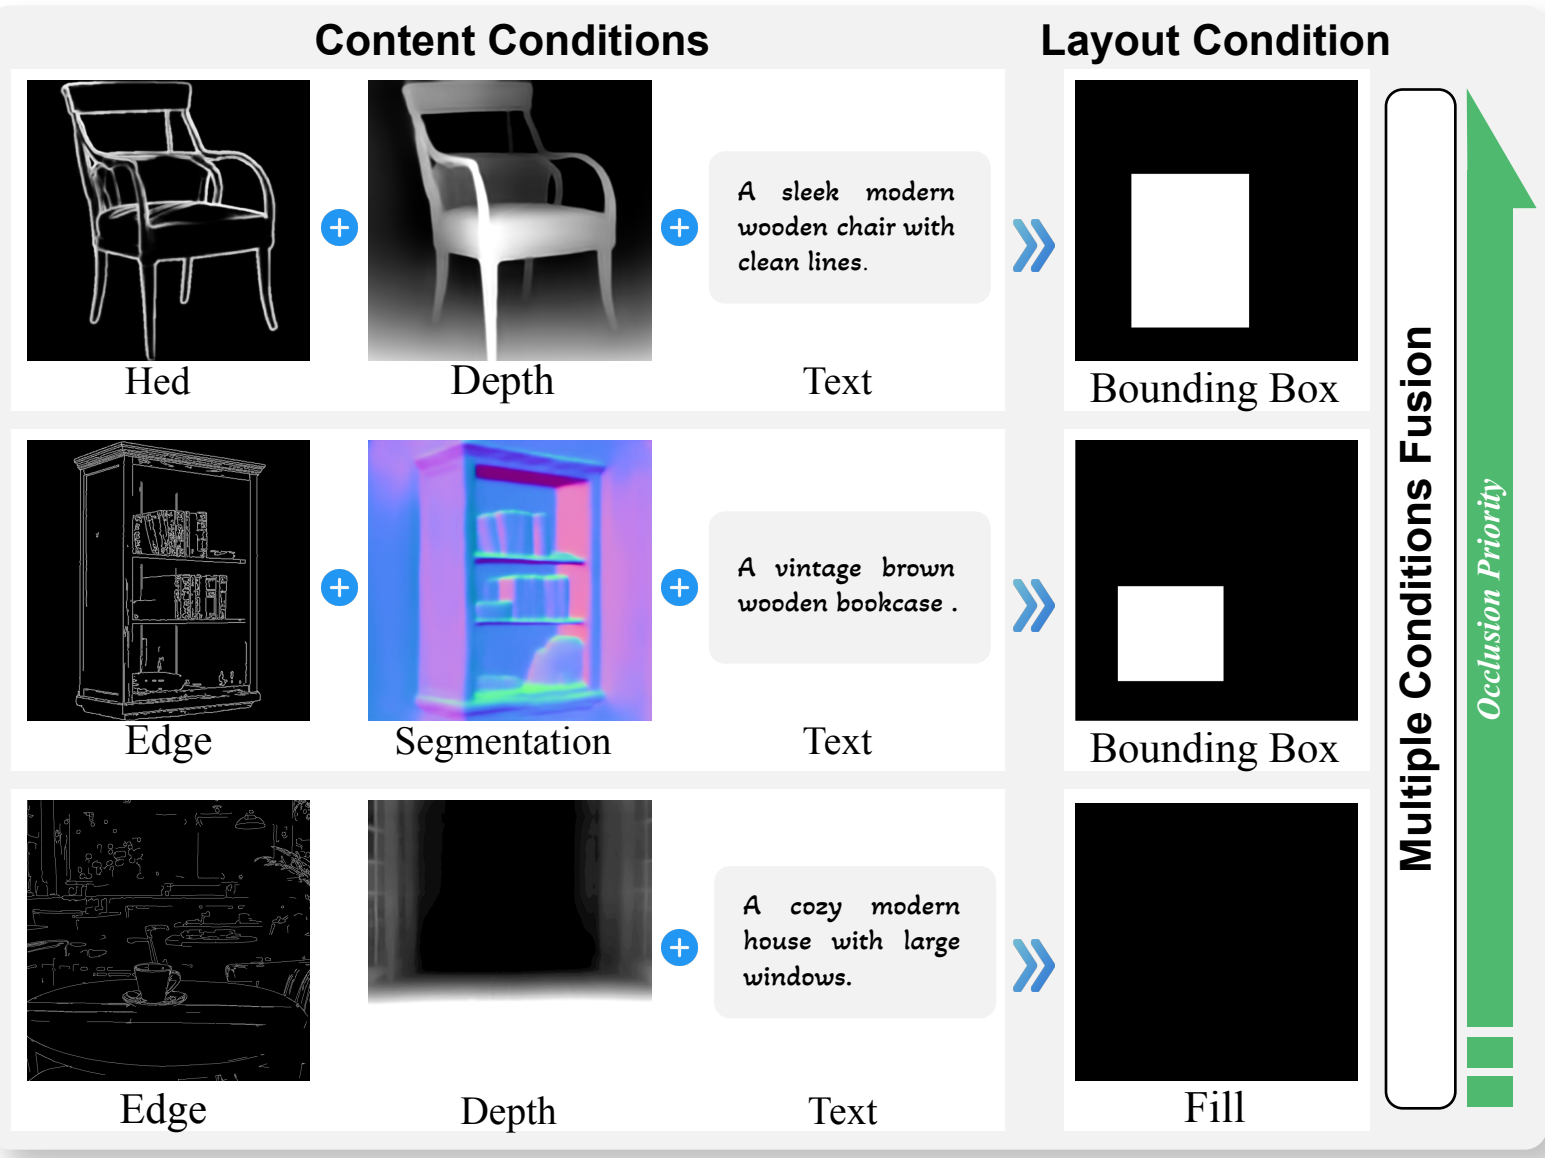 Content Conditions
Layout Condition
A sleek modern
wooden chair with
clean lines.
Hed
Depth
Text
Bounding Box
A vintage brown
wooden bookcase .
Edge
Segmentation
Text
Bounding Box
A cozy modern
house with large
windows.
Edge
Depth
Text
Fill
Multiple Conditions Fusion
Occlusion Priority